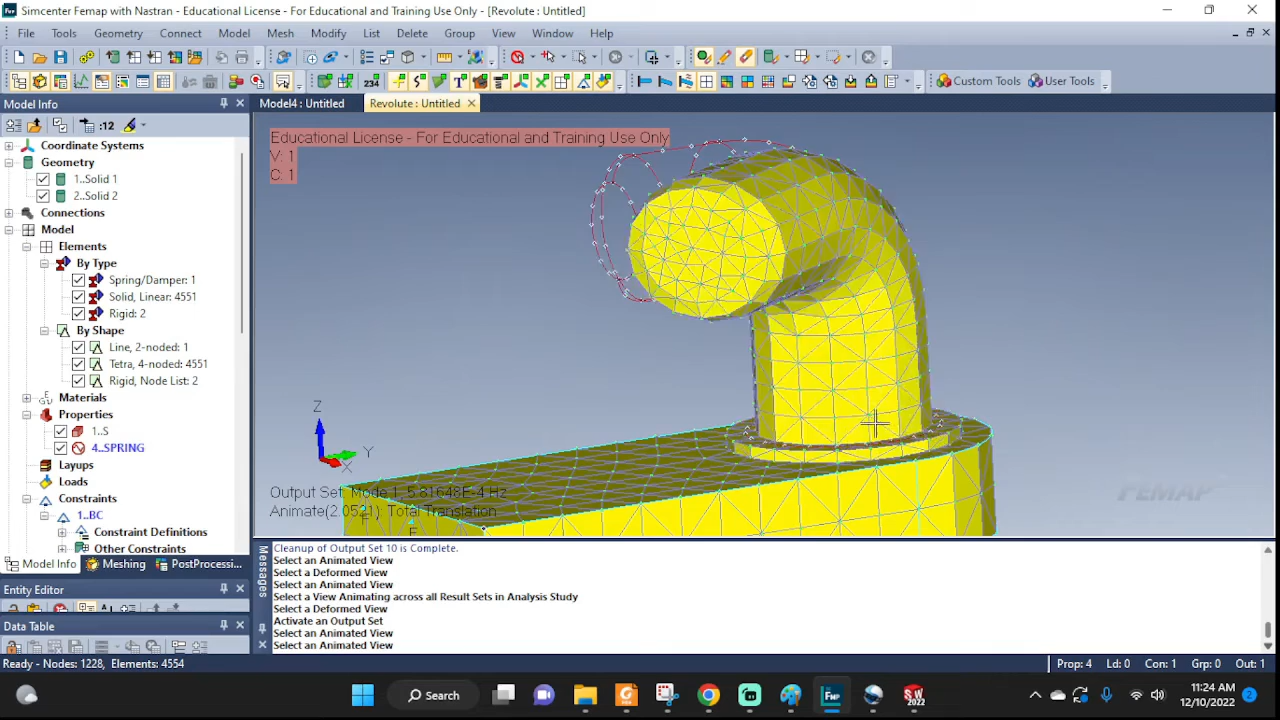 Simcenter Femap with Nastran - Educational License - For Educational and Training Use Only - [Revolute : Untitled]
File Tools Geometry Connect Model Mesh Modify List Delete Group View Window Help
234
T
Custom Tools User Tools
Model Info
Model4 : Untitled Revolute : Untitled
:12
Coordinate Systems
Geometry
1..Solid 1
2..Solid 2
Connections
Model
Elements
By Type
Spring/Damper: 1
Solid, Linear: 4551
Rigid: 2
By Shape
Line, 2-noded: 1
Tetra, 4-noded: 4551
Rigid, Node List: 2
Materials
Properties
1..S
4..SPRING
Layups
Loads
Constraints
1..BC
Constraint Definitions
Other Constraints
Model Info Meshing PostProcessi...
Entity Editor
Data Table
Educational License - For Educational and Training Use Only
V: 1
C: 1
Z
Y
X
Output Set: Mode 1, 5.81648E-4 Hz
Animate(2.0521): Total Translation
F
F
FEMAP
Messages
Cleanup of Output Set 10 is Complete.
Select an Animated View
Select a Deformed View
Select an Animated View
Select a View Animating across all Result Sets in Analysis Study
Select a Deformed View
Activate an Output Set
Select an Animated View
Select an Animated View
Ready - Nodes: 1228, Elements: 4554
Prop: 4 Ld: 0 Con: 1 Grp: 0 Out: 1
Search
FMP
SW
2022
11:24 AM
12/10/2022
2